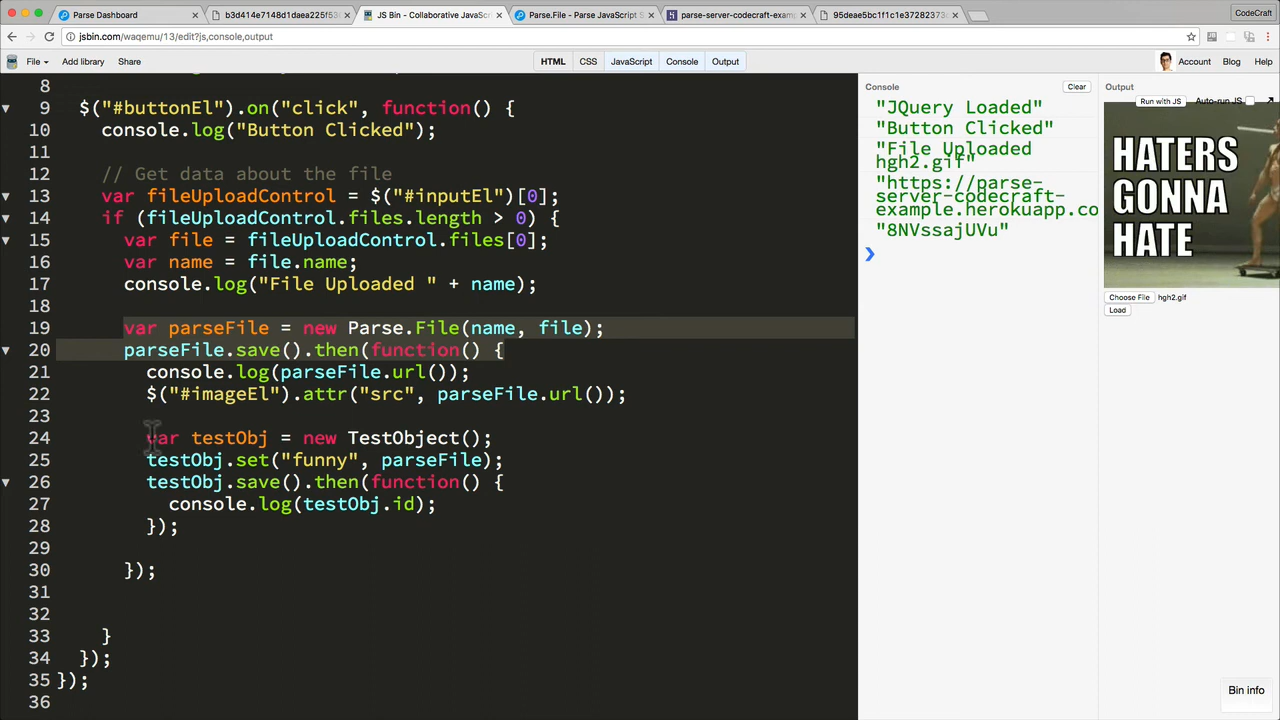 Parse Dashboard
b3d414e7148d1daea225f53
JS Bin - Collaborative JavaSc
Parse.File - Parse JavaScript S
parse-server-codecraft-examp
95deae5bc1f1c1e37282373
CodeCraft
jsbin.com/waqemu/13/edit?js,console,output
File
Add library
Share
HTML
CSS
JavaScript
Console
Output
Account
Blog
Help
8
9 $("#buttonEl").on("click", function() {
10 console.log("Button Clicked");
11
12 // Get data about the file
13 var fileUploadControl = $("#inputEl")[0];
14 if (fileUploadControl.files.length > 0) {
15 var file = fileUploadControl.files[0];
16 var name = file.name;
17 console.log("File Uploaded " + name);
18
19 var parseFile = new Parse.File(name, file);
20 parseFile.save().then(function() {
21 console.log(parseFile.url());
22 $("#imageEl").attr("src", parseFile.url());
23
24 var testObj = new TestObject();
25 testObj.set("funny", parseFile);
26 testObj.save().then(function() {
27 console.log(testObj.id);
28 });
29
30 });
31
32
33 }
34 });
35 });
36
Console
Clear
"JQuery Loaded"
"Button Clicked"
"File Uploaded
hgh2.gif"
"https://parse-
server-codecraft-
example.herokuapp.co
"8NVssajUVu"
Output
Run with JS
Auto-run JS
HATERS
GONNA
HATE
Choose File
hgh2.gif
Load
Bin info